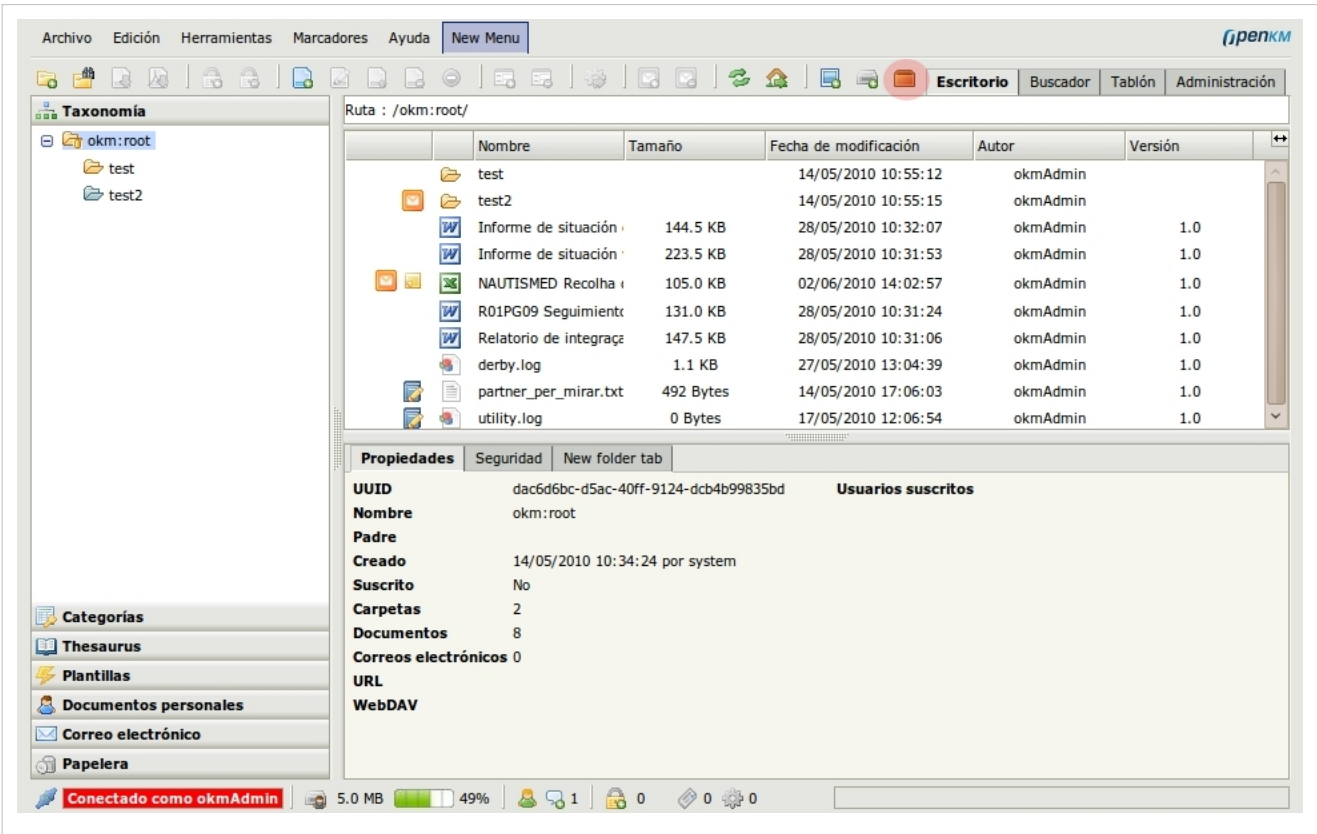 Archivo Edición Herramientas Marcadores Ayuda New Menu OpenKM
Escritorio Buscador Tablón Administración
Taxonomía
Ruta : /okm:root/
okm:root
test
test2
Nombre Tamaño Fecha de modificación Autor Versión
test 14/05/2010 10:55:12 okmAdmin
test2 14/05/2010 10:55:15 okmAdmin
Informe de situación 144.5 KB 28/05/2010 10:32:07 okmAdmin 1.0
Informe de situación 223.5 KB 28/05/2010 10:31:53 okmAdmin 1.0
NAUTISMED Recolha 105.0 KB 02/06/2010 14:02:57 okmAdmin 1.0
R01PG09 Seguimiento 131.0 KB 28/05/2010 10:31:24 okmAdmin 1.0
Relatorio de integraça 147.5 KB 28/05/2010 10:31:06 okmAdmin 1.0
derby.log 1.1 KB 27/05/2010 13:04:39 okmAdmin 1.0
partner_per_mirar.txt 492 Bytes 14/05/2010 17:06:03 okmAdmin 1.0
utility.log 0 Bytes 17/05/2010 12:06:54 okmAdmin 1.0
Propiedades Seguridad New folder tab
UUID dac6d6bc-d5ac-40ff-9124-dcb4b99835bd Usuarios suscritos
Nombre okm:root
Padre
Creado 14/05/2010 10:34:24 por system
Suscrito No
Carpetas 2
Documentos 8
Correos electrónicos 0
URL
WebDAV
Categorías
Thesaurus
Plantillas
Documentos personales
Correo electrónico
Papelera
Conectado como okmAdmin 5.0 MB 49% 1 0 0 0